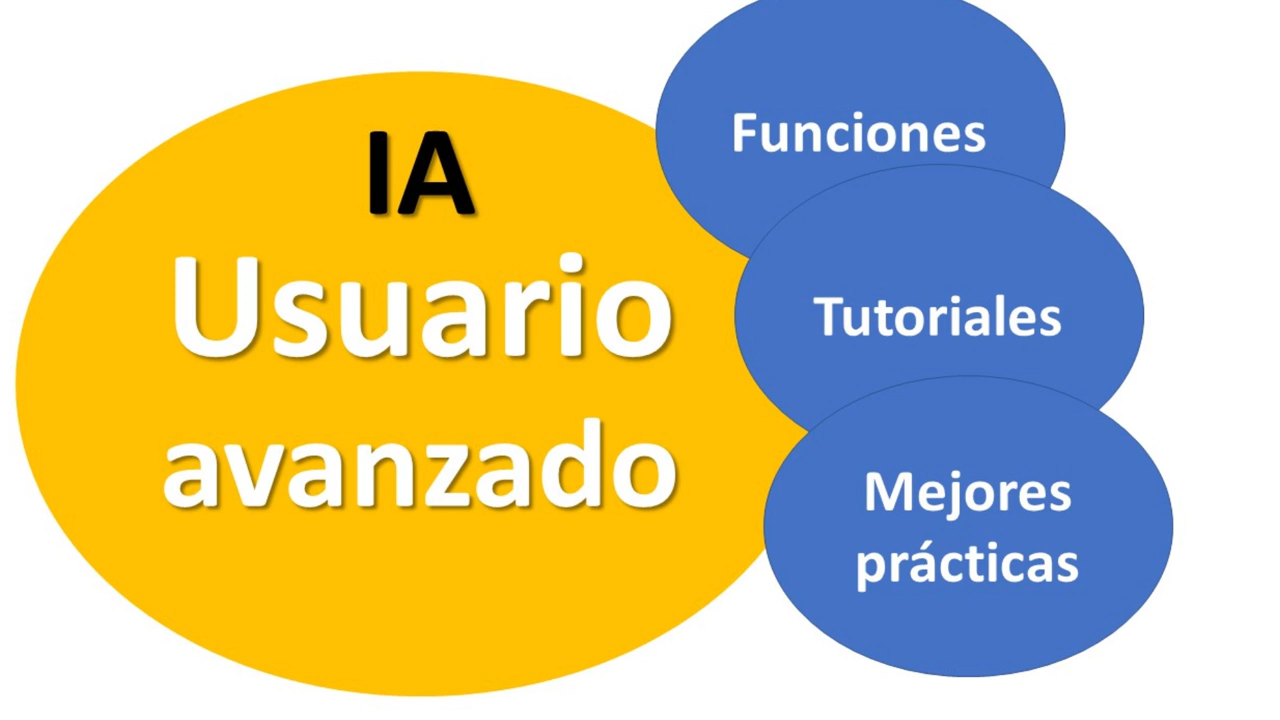 IA
Usuario
avanzado
Funciones
Tutoriales
Mejores
prácticas